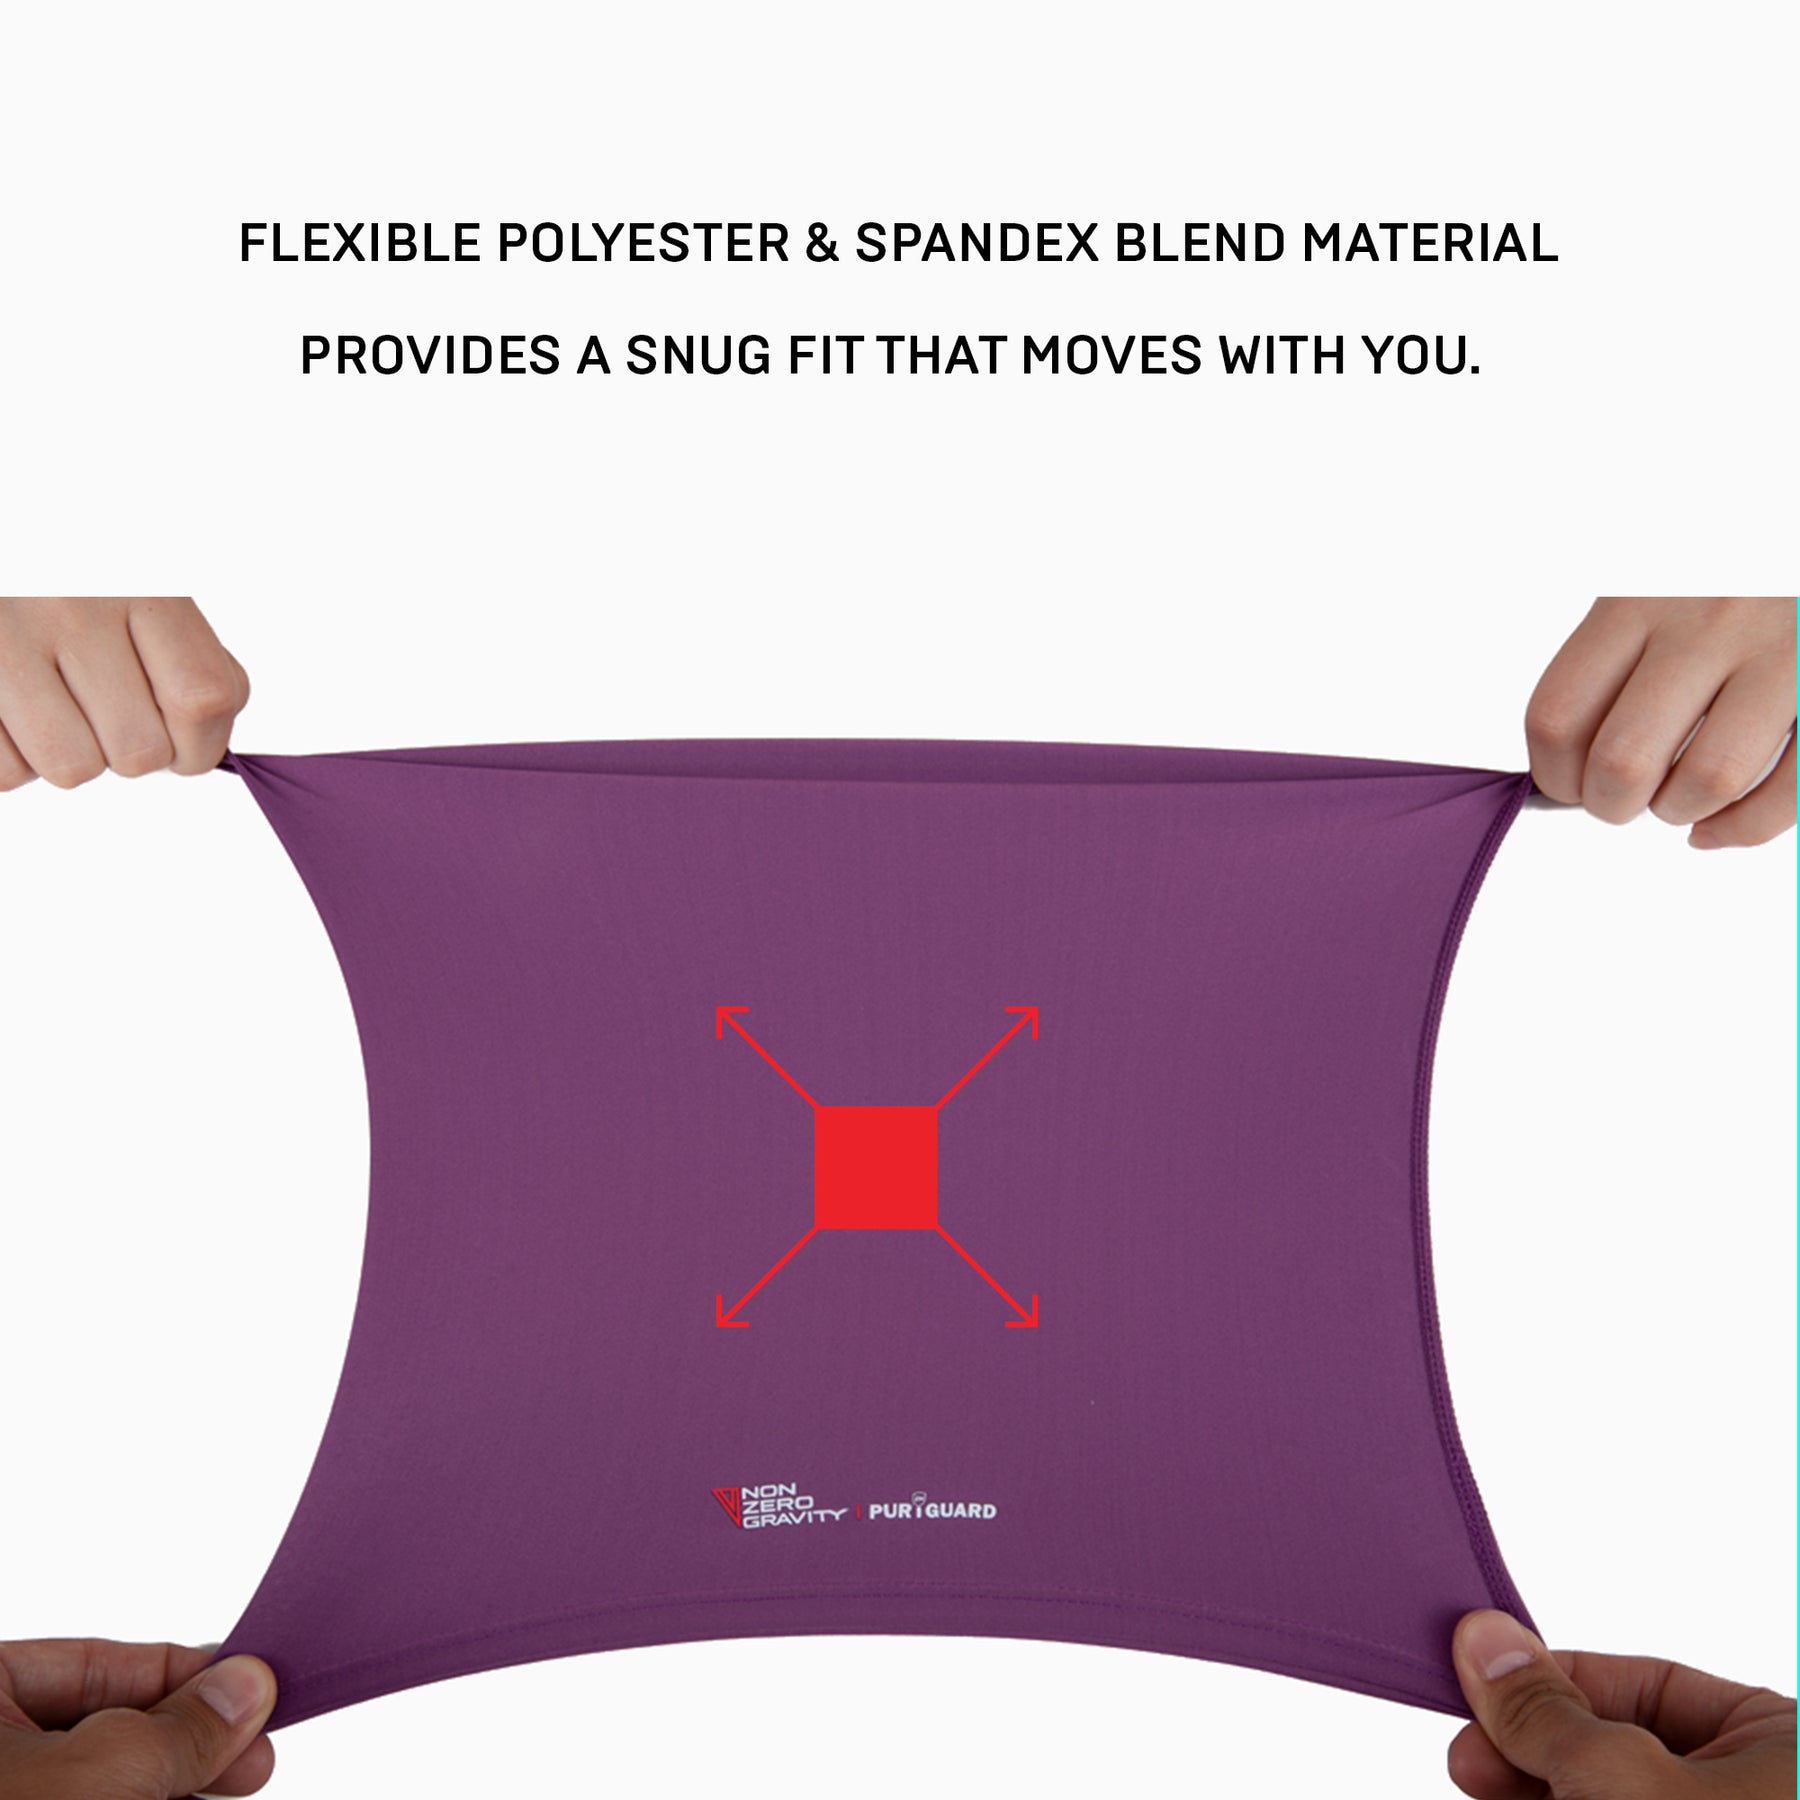 FLEXIBLE POLYESTER & SPANDEX BLEND MATERIAL
PROVIDES A SNUG FIT THAT MOVES WITH YOU.
NON
ZERO
GRAVITY | PURIGUARD